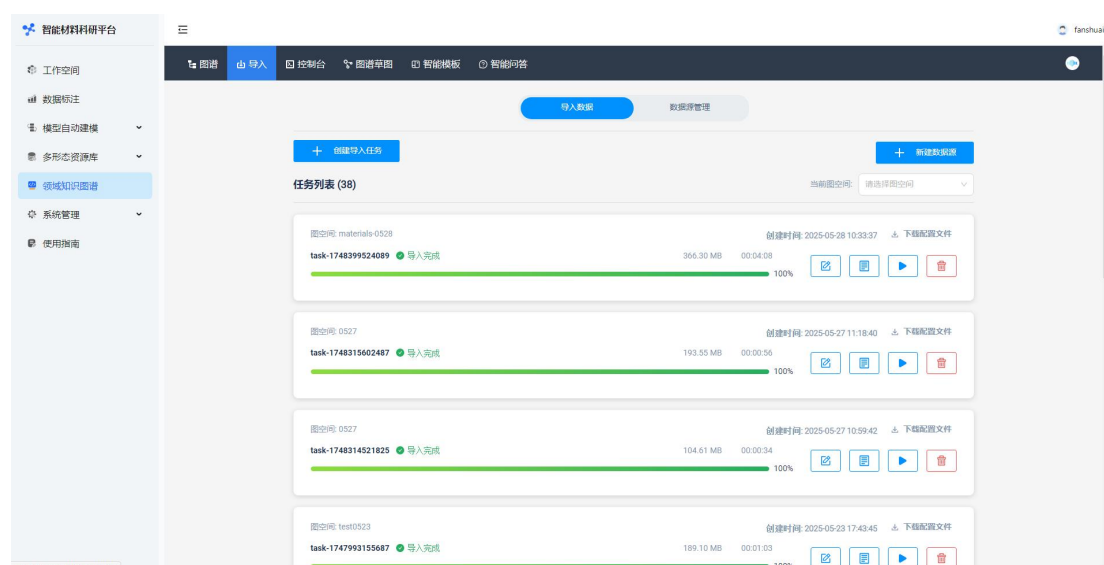 智能材料科研平台
fanshuai
工作空间
数据标注
模型自动建模
多形态资源库
领域知识图谱
系统管理
使用指南
图谱 导入 控制台 图谱草图 智能模板 智能问答
导入数据 数据源管理
创建导入任务 新建数据源
任务列表 (38) 当前图空间: 请选择图空间
图空间: materials-0528 创建时间: 2025-05-28 10:33:37 下载配置文件
task-1748399524089 导入完成 366.30 MB 00:04:08
100%
图空间: 0527 创建时间: 2025-05-27 11:18:40 下载配置文件
task-1748315602487 导入完成 193.55 MB 00:00:56
100%
图空间: 0527 创建时间: 2025-05-27 10:59:42 下载配置文件
task-1748314521825 导入完成 104.61 MB 00:00:34
100%
图空间: test0523 创建时间: 2025-05-23 17:43:45 下载配置文件
task-1747993155687 导入完成 189.10 MB 00:01:03
100%